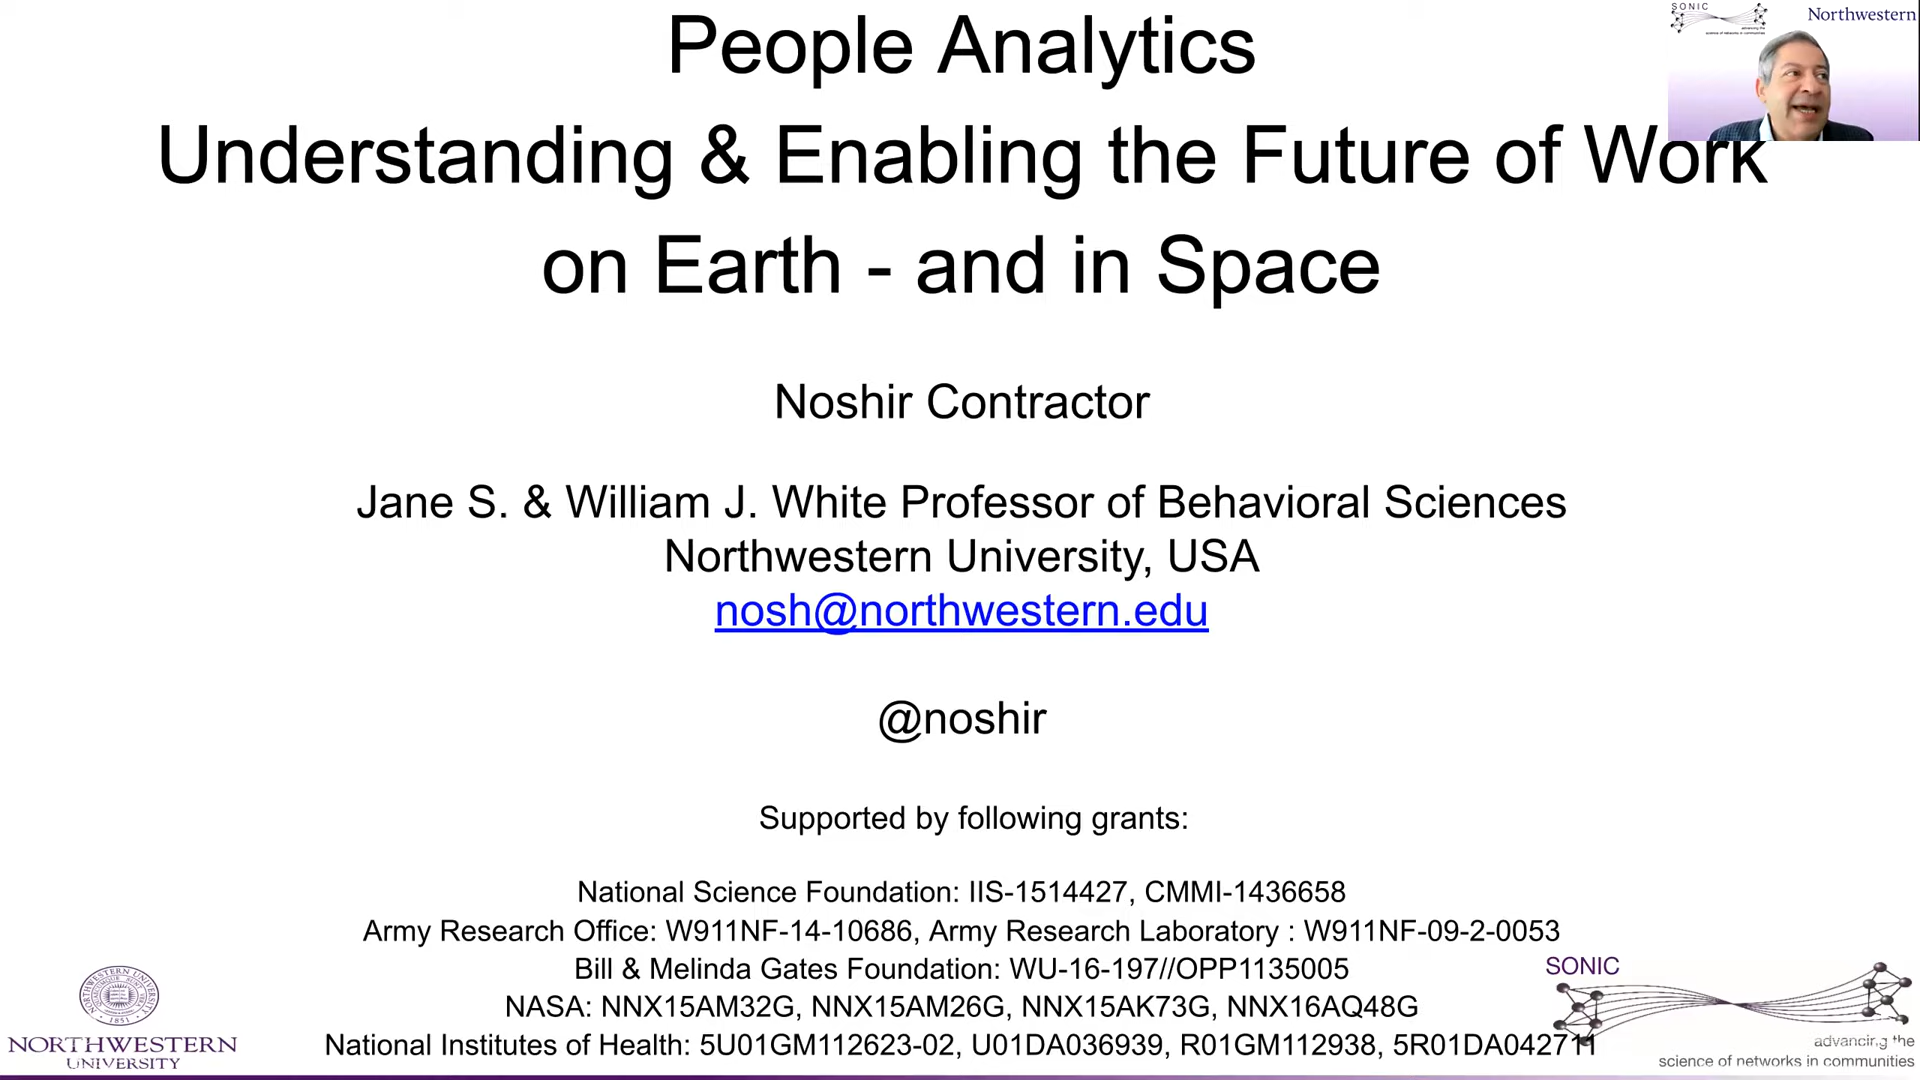 People Analytics
Understanding & Enabling the Future of Work
on Earth - and in Space
SONIC
Northwestern
Noshir Contractor
Jane S. & William J. White Professor of Behavioral Sciences
Northwestern University, USA
nosh@northwestern.edu
@noshir
Supported by following grants:
National Science Foundation: IIS-1514427, CMMI-1436658
Army Research Office: W911NF-14-10686, Army Research Laboratory : W911NF-09-2-0053
Bill & Melinda Gates Foundation: WU-16-197//OPP1135005
NASA: NNX15AM32G, NNX15AM26G, NNX15AK73G, NNX16AQ48G
National Institutes of Health: 5U01GM112623-02, U01DA036939, R01GM112938, 5R01DA042711
NORTHWESTERN
UNIVERSITY
SONIC
advancing the
science of networks in communities